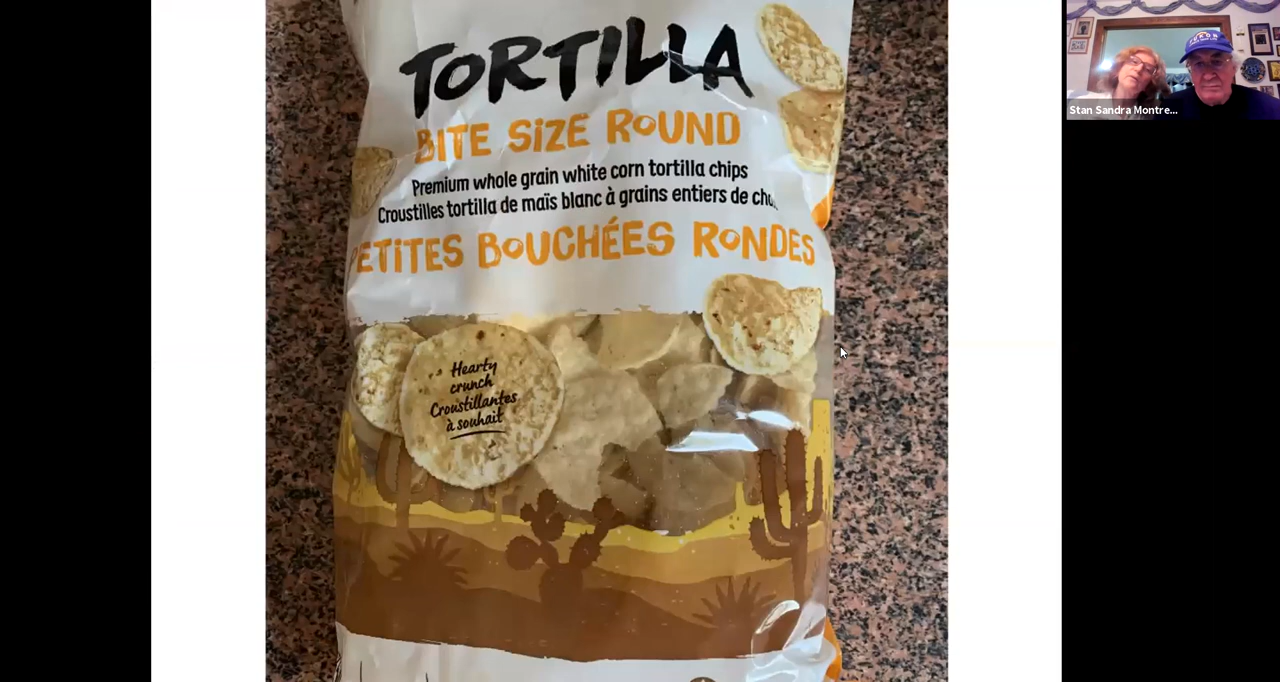 TORTILLA
BITE SIZE ROUND
Premium whole grain white corn tortilla chips
Croustilles tortilla de maïs blanc à grains entiers de
PETITES BOUCHÉES RONDES
Hearty
crunch
Croustillantes
à souhait
Stan Sandra Montre...